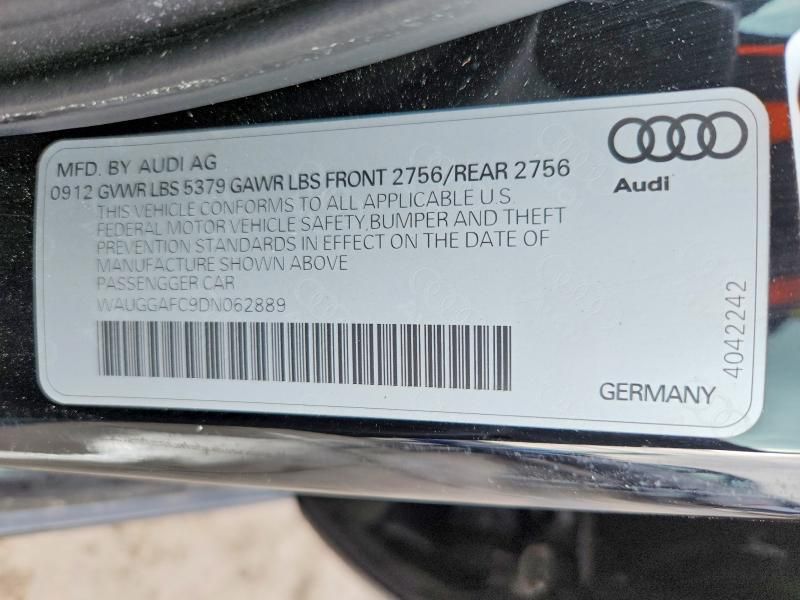 MFD. BY AUDI AG
0912 GVWR LBS 5379 GAWR LBS FRONT 2756/REAR 2756
THIS VEHICLE CONFORMS TO ALL APPLICABLE U.S.
FEDERAL MOTOR VEHICLE SAFETY,BUMPER AND THEFT
PREVENTION STANDARDS IN EFFECT ON THE DATE OF
MANUFACTURE SHOWN ABOVE
PASSENGGER CAR
WAUGGAFC9DN062889
Audi
GERMANY
4042242